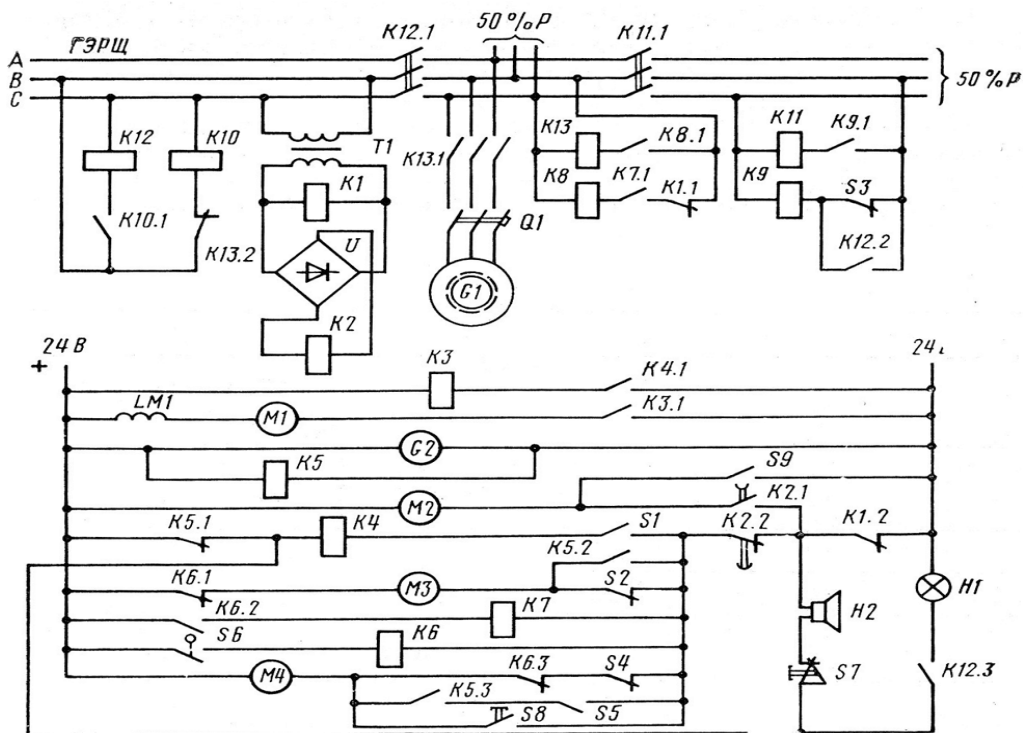 ГЭРЩ
K12.1
50 % P
K11.1
A
B
C
50 % P
K12
K10
T1
K13.1
K13
K8.1
K11
K9.1
K1
K8
K7.1
K1.1
K9
S3
K10.1
K13.2
U
Q1
K12.2
G1
K2
+ 24 В
K3
K4.1
24
LM1
M1
K3.1
G2
K5
S9
M2
K2.1
K5.1
K4
S1
K2.2
K1.2
K5.2
K6.1
M3
S2
H1
K6.2
K7
H2
S6
K6
M4
K6.3
S4
S7
K12.3
K5.3
S8
S5